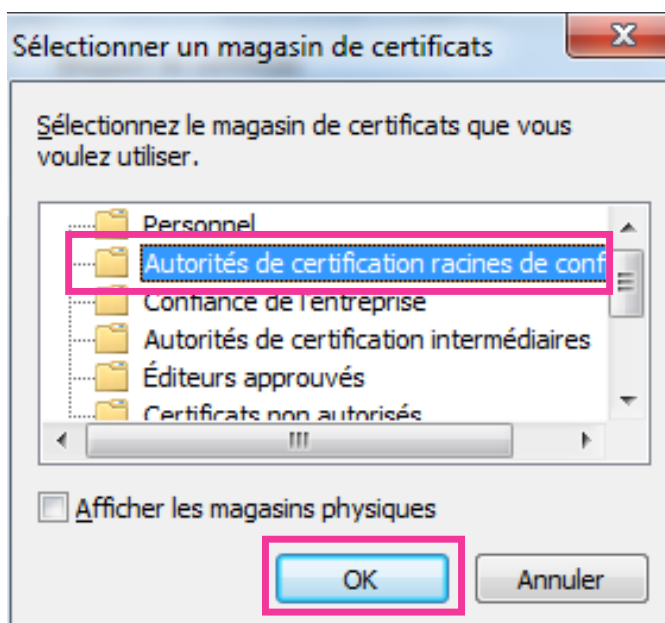 Sélectionner un magasin de certificats
Sélectionnez le magasin de certificats que vous
voulez utiliser.
Personnel
Autorités de certification racines de conf
Confiance de l'entreprise
Autorités de certification intermédiaires
Éditeurs approuvés
Certificats non autorisés
Afficher les magasins physiques
OK
Annuler